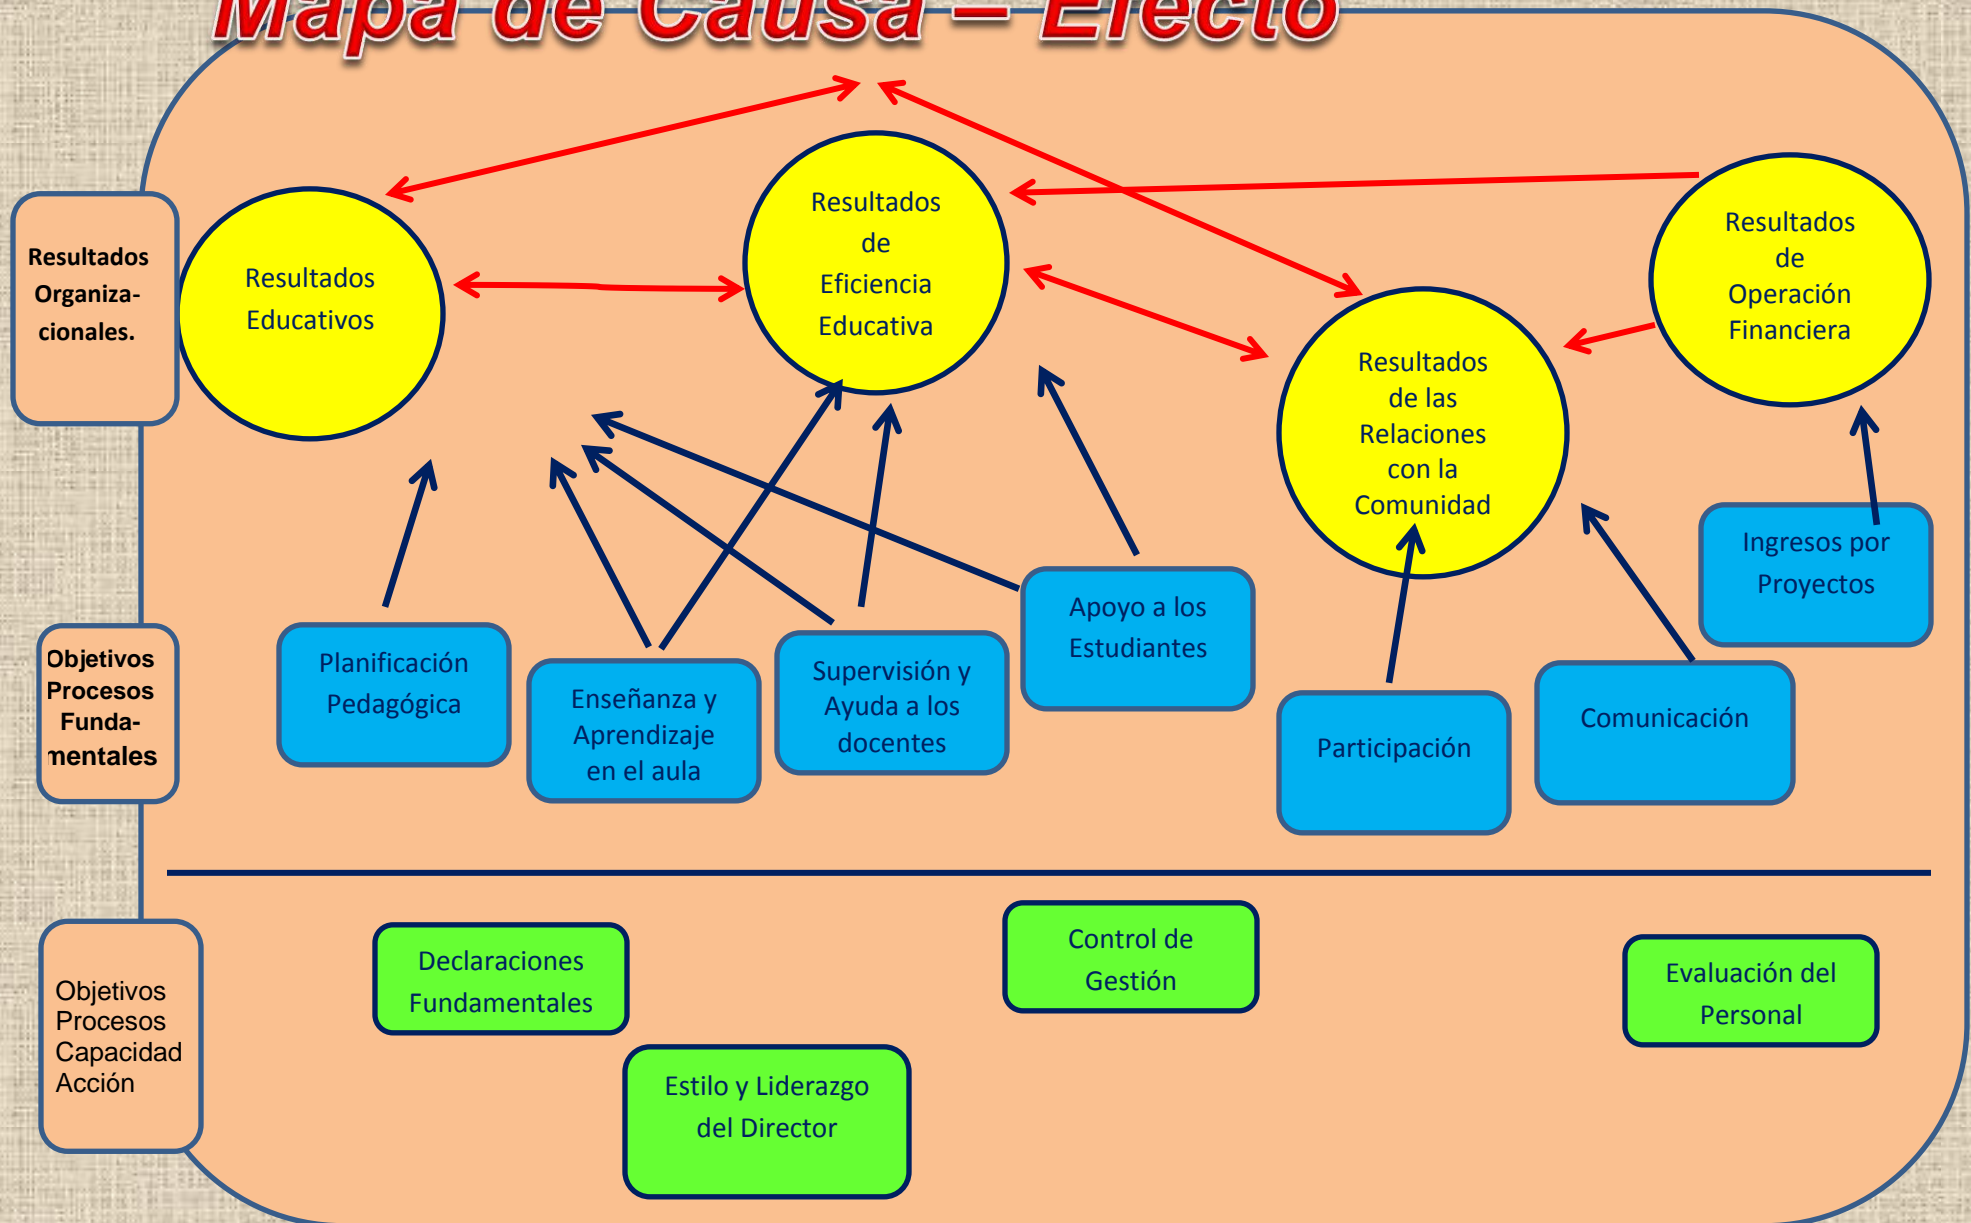 Mapa de Causa – Efecto
Resultados
Organiza-
cionales.
Resultados
Educativos
Resultados
de
Eficiencia
Educativa
Resultados
de las
Relaciones
con la
Comunidad
Resultados
de
Operación
Financiera
Objetivos
Procesos
Funda-
mentales
Planificación
Pedagógica
Enseñanza y
Aprendizaje
en el aula
Supervisión y
Ayuda a los
docentes
Apoyo a los
Estudiantes
Participación
Comunicación
Ingresos por
Proyectos
Objetivos
Procesos
Capacidad
Acción
Declaraciones
Fundamentales
Estilo y Liderazgo
del Director
Control de
Gestión
Evaluación del
Personal